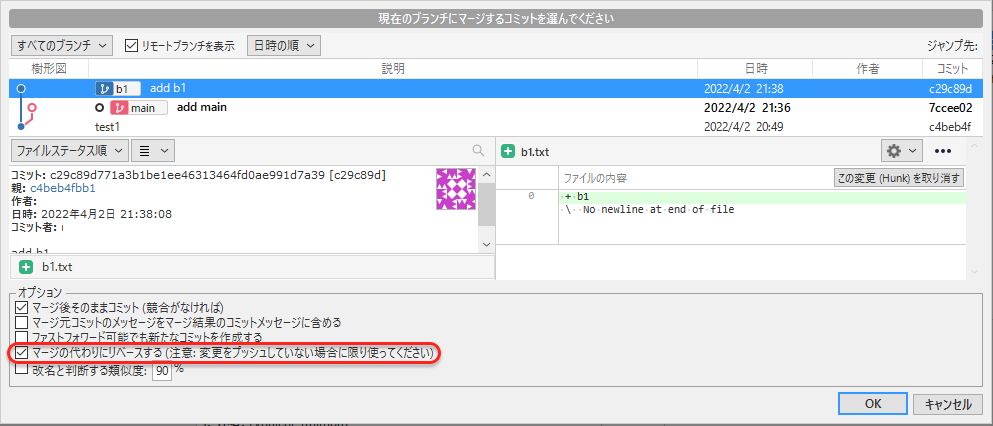 現在のブランチにマージするコミットを選んでください
すべてのブランチ リモートブランチを表示 日時の順 ジャンプ先:
樹形図 説明 日時 作者 コミット
b1 add b1 2022/4/2 21:38 c29c89d
main add main 2022/4/2 21:36 7ccee02
test1 2022/4/2 20:49 c4beb4f
ファイルステータス順
b1.txt
コミット: c29c89d771a3b1be1ee46313464fd0ae991d7a39 [c29c89d]
親: c4beb4fbb1
作者:
日時: 2022年4月2日 21:38:08
コミット者:
add b1
b1.txt
ファイルの内容 この変更 (Hunk) を取り消す
0 + b1
\ No newline at end of file
オプション
マージ後そのままコミット (競合がなければ)
マージ元コミットのメッセージをマージ結果のコミットメッセージに含める
ファストフォワード可能でも新たなコミットを作成する
マージの代わりにリベースする (注意: 変更をプッシュしていない場合に限り使ってください)
改名と判断する類似度: 90 %
OK キャンセル